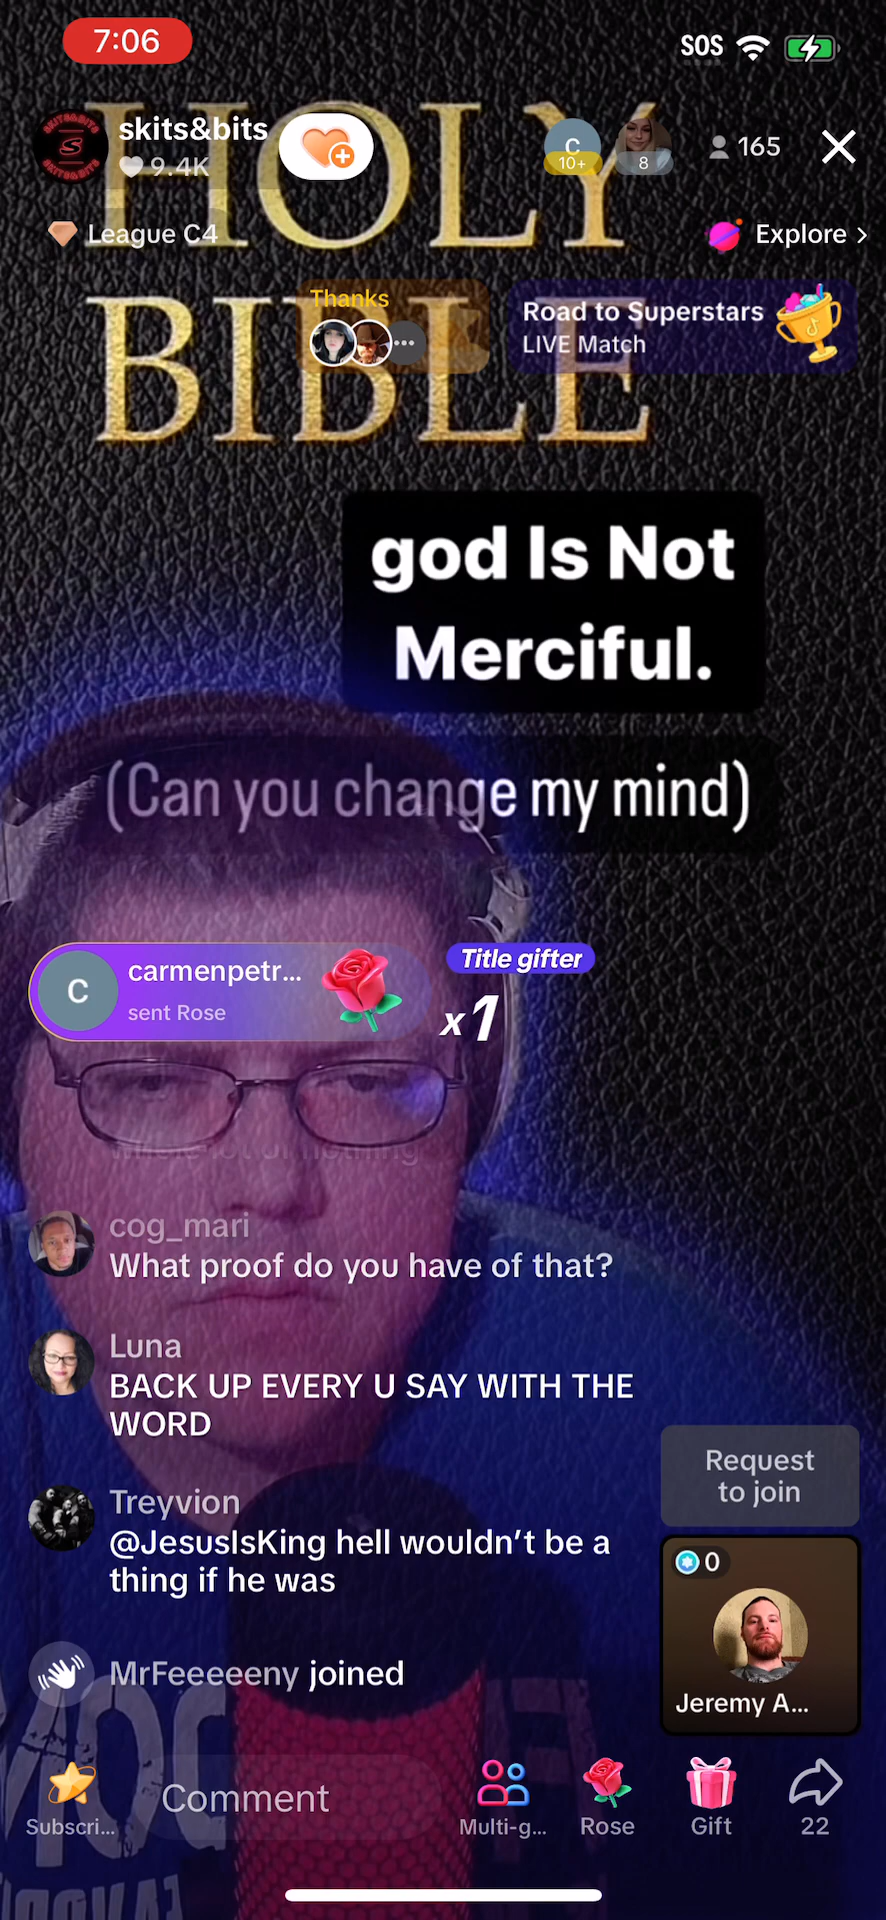 7:06
SOS
HOLY
BIBLE
skits&bits
9.4K
C
10+
8
165
League C4
Explore >
Thanks
Road to Superstars
LIVE Match
god Is Not
Merciful.
(Can you change my mind)
C
carmenpetr...
sent Rose
Title gifter
x1
cog_mari
What proof do you have of that?
Luna
BACK UP EVERY U SAY WITH THE
WORD
Treyvion
@JesusIsKing hell wouldn't be a
thing if he was
MrFeeeeeny joined
Request
to join
0
Jeremy A...
Subscri...
Comment
Multi-g...
Rose
Gift
22